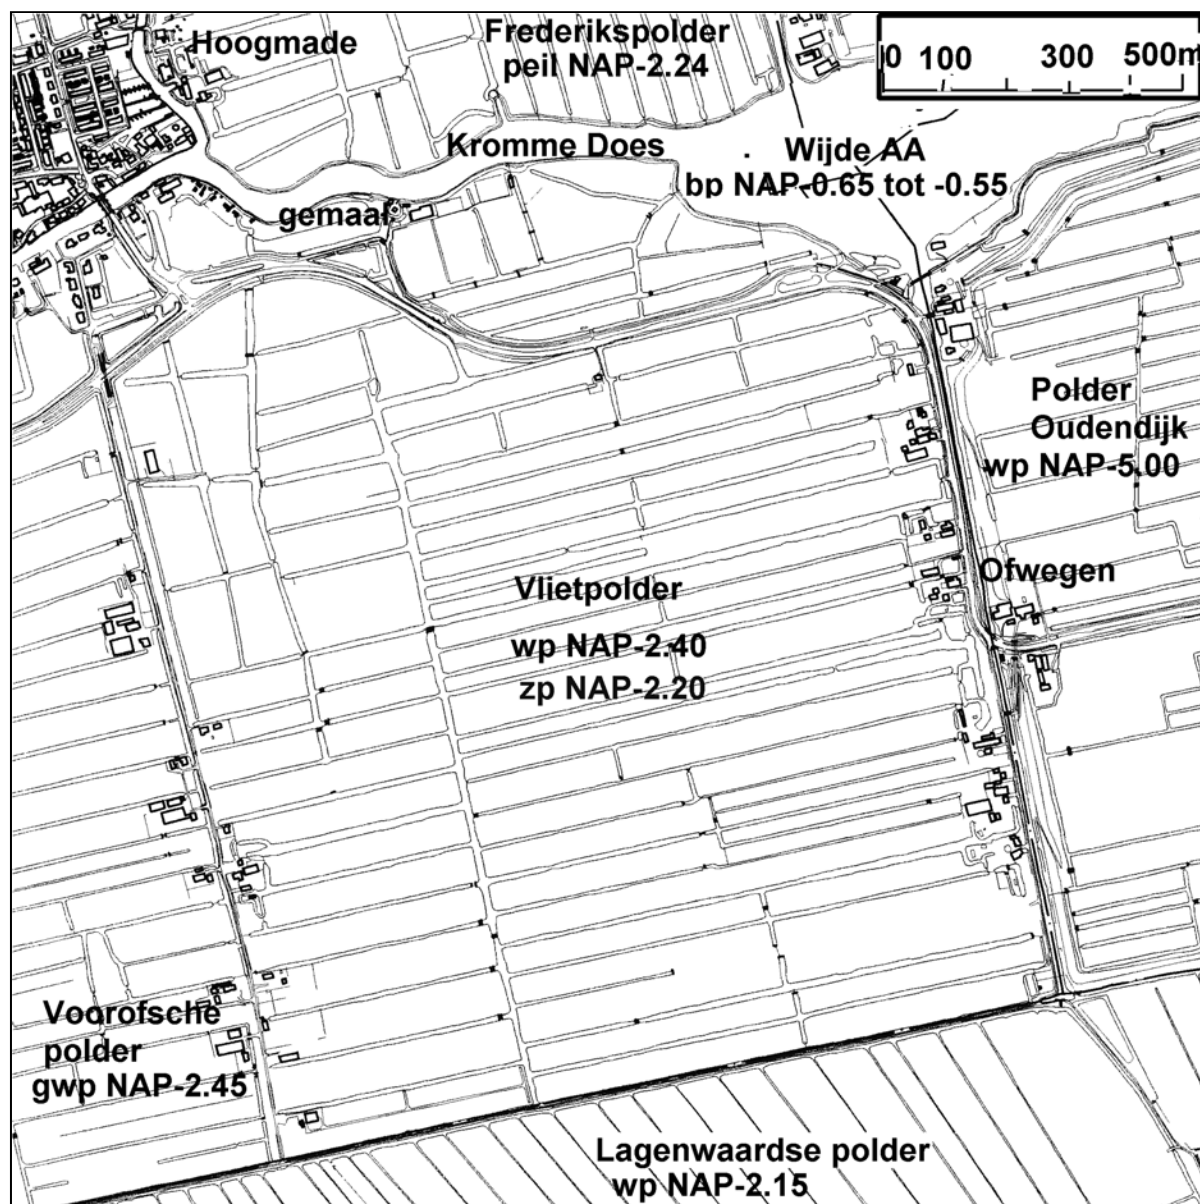 Hoogmade
Frederikspolder
peil NAP-2.24
0 100 300 500m
Kromme Does
Wijde AA
bp NAP-0.65 tot -0.55
gemaal
Polder
Oudendijk
wp NAP-5.00
Ofwegen
Vlietpolder
wp NAP-2.40
zp NAP-2.20
Voorofsche
polder
gwp NAP-2.45
Lagenwaardse polder
wp NAP-2.15